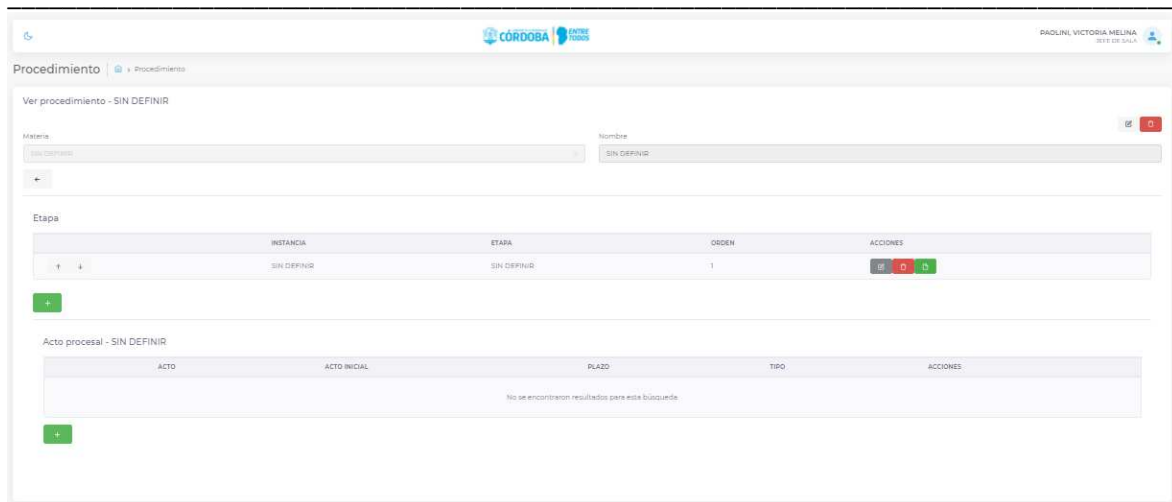 CÓRDOBA ENTRE TODOS
PAOLINI, VICTORIA MELINA
JEFE DE SALA
Procedimiento Procedimiento
Ver procedimiento - SIN DEFINIR
Materia Nombre
SIN DEFINIR SIN DEFINIR
Etapa
INSTANCIA ETAPA ORDEN ACCIONES
SIN DEFINIR SIN DEFINIR 1
+
Acto procesal - SIN DEFINIR
ACTO ACTO INICIAL PLAZO TIPO ACCIONES
No se encontraron resultados para esta búsqueda
+